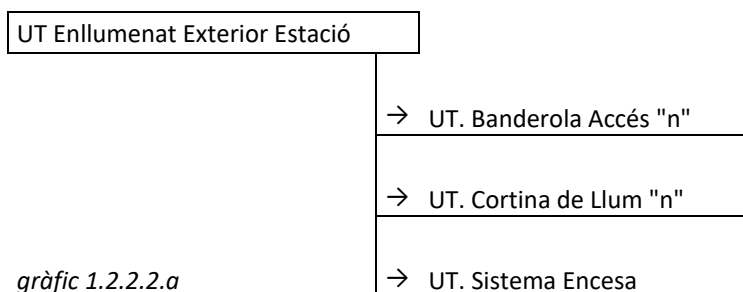 UT Enllumenat Exterior Estació
→ UT. Banderola Accés "n"
→ UT. Cortina de Llum "n"
gràfic 1.2.2.2.a → UT. Sistema Encesa